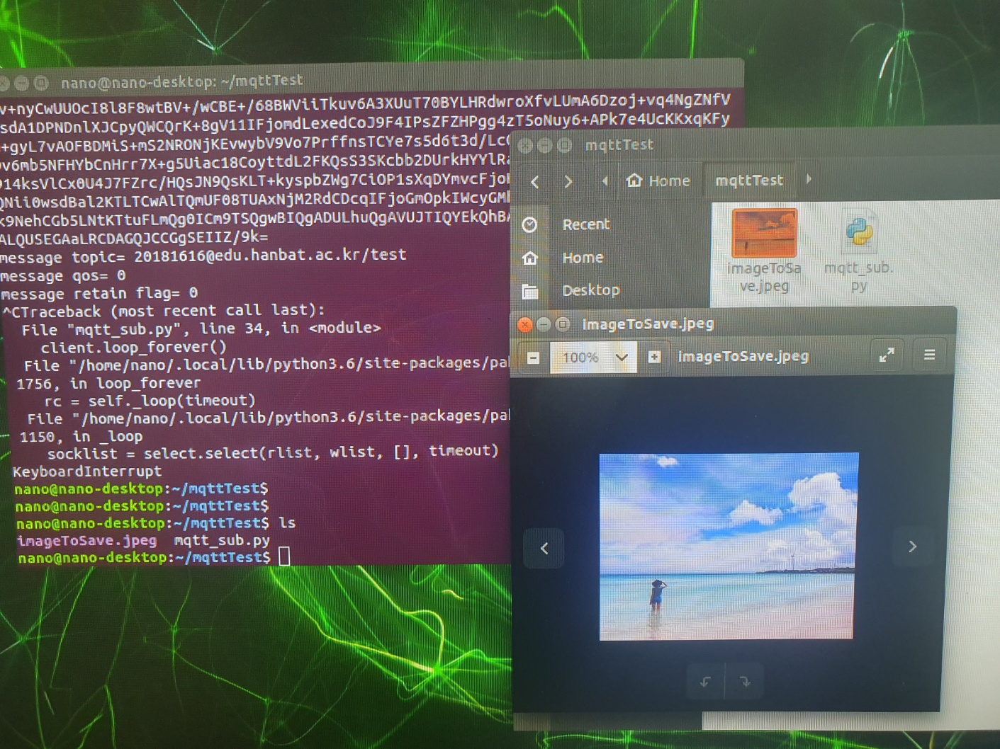 nano@nano-desktop: ~/mqttTest
v+nyCwUUOcI8l8F8wtBV+/wCBE+/68BWViiTkuv6A3XUuT70BYLHRdwroXfvLUmA6Dzoj+vq4NgZNfV
sdA1DPNDnlXJCpyQWCQrK+8gV11IFjomdLexedCoJ9F4IPsZFZHPgg4zT5oNuy6+APk7e4UcKKxqKFy
+gyL7vAOFBDMiS+mS2NRONjKEvwybV9Vo7PrffnsTCYe7s5d6t3d/Lc
v6mb5NFHYbCnHrr7X+g5Uiac18CoyttdL2FKQsS3SKcbb2DUrkHYYlR
14ksVlCx0U4J7FZrc/HQsJN9QsKLT+kyspbZWg7CiOP1sXqDYmvcFjo
QNii0wsdBal2KTLTCwAlTQmUF08TUAxNjM2RdCDcqIFjoGmOpkIWcyGM
k9NehCGb5LNtKTtuFLmQg0ICm9TSQgwBIQgADULhuQgAVUJTIQYEkQhB
ALQUSEGAaLRCDAGQJCCGgSEIIZ/9k=
message topic= 20181616@edu.hanbat.ac.kr/test
message qos= 0
message retain flag= 0
^CTraceback (most recent call last):
File "mqtt_sub.py", line 34, in <module>
client.loop_forever()
File "/home/nano/.local/lib/python3.6/site-packages/pa
1756, in loop_forever
rc = self._loop(timeout)
File "/home/nano/.local/lib/python3.6/site-packages/pa
1150, in _loop
socklist = select.select(rlist, wlist, [], timeout)
KeyboardInterrupt
nano@nano-desktop:~/mqttTest$
nano@nano-desktop:~/mqttTest$
nano@nano-desktop:~/mqttTest$ ls
imageToSave.jpeg mqtt_sub.py
nano@nano-desktop:~/mqttTest$
mqttTest
Home mqttTest
Recent
Home
Desktop
imageToSa
ve.jpeg
mqtt_sub.
py
imageToSave.jpeg
100% imageToSave.jpeg